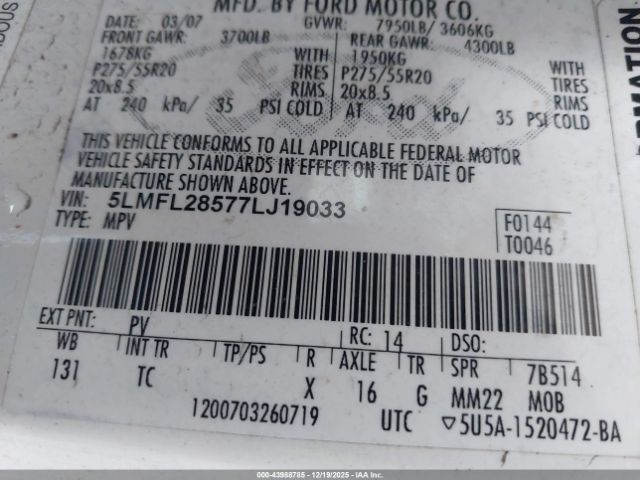 MFD. BY FORD MOTOR CO.
DATE: 03/07 GVWR: 7950LB/ 3606KG
FRONT GAWR: 3700LB REAR GAWR: 4300LB
1678KG WITH 1950KG WITH
P275/55R20 TIRES P275/55R20 TIRES
20x8.5 RIMS 20x8.5 RIMS
AT 240 kPa/ 35 PSI COLD AT 240 kPa/ 35 PSI COLD
THIS VEHICLE CONFORMS TO ALL APPLICABLE FEDERAL MOTOR
VEHICLE SAFETY STANDARDS IN EFFECT ON THE DATE OF
MANUFACTURE SHOWN ABOVE.
VIN: 5LMFL28577LJ19033
TYPE: MPV
F0144
T0046
EXT PNT: PV RC: 14 DSO:
WB INT TR TP/PS R AXLE TR SPR 7B514
131 TC X 16 G MM22 MOB
1200703260719 UTC ▽5U5A-1520472-BA
000-43988785 - 12/19/2025 - IAAI.COM